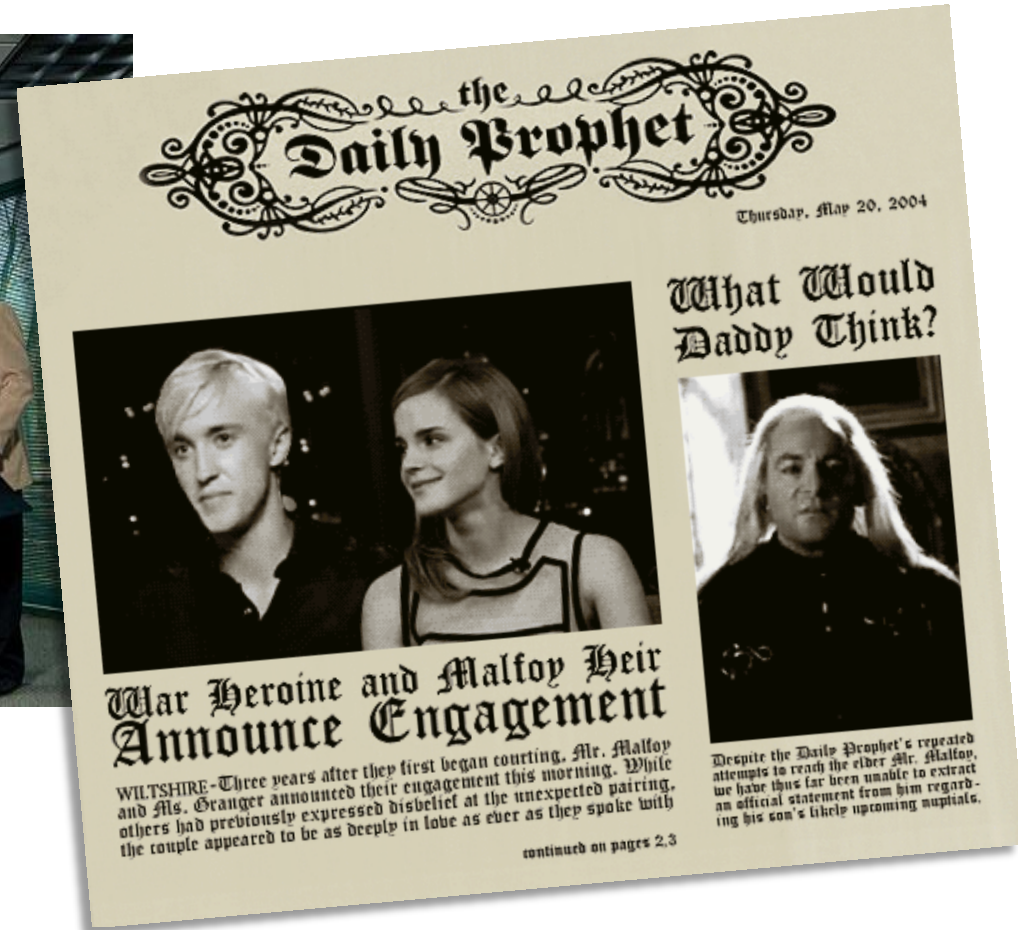 the
Daily Prophet
Thursday, May 20, 2004
War Heroine and Malfoy Heir
Announce Engagement
WILTSHIRE-Three years after they first began courting, Mr. Malfoy
and Ms. Granger announced their engagement this morning. While
others had previously expressed disbelief at the unexpected pairing,
the couple appeared to be as deeply in love as ever as they spoke with
continued on pages 2,3
What Would
Daddy Think?
Despite the Daily Prophet's repeated
attempts to reach the elder Mr. Malfoy,
we have thus far been unable to extract
an official statement from him regard-
ing his son's likely upcoming nuptials.